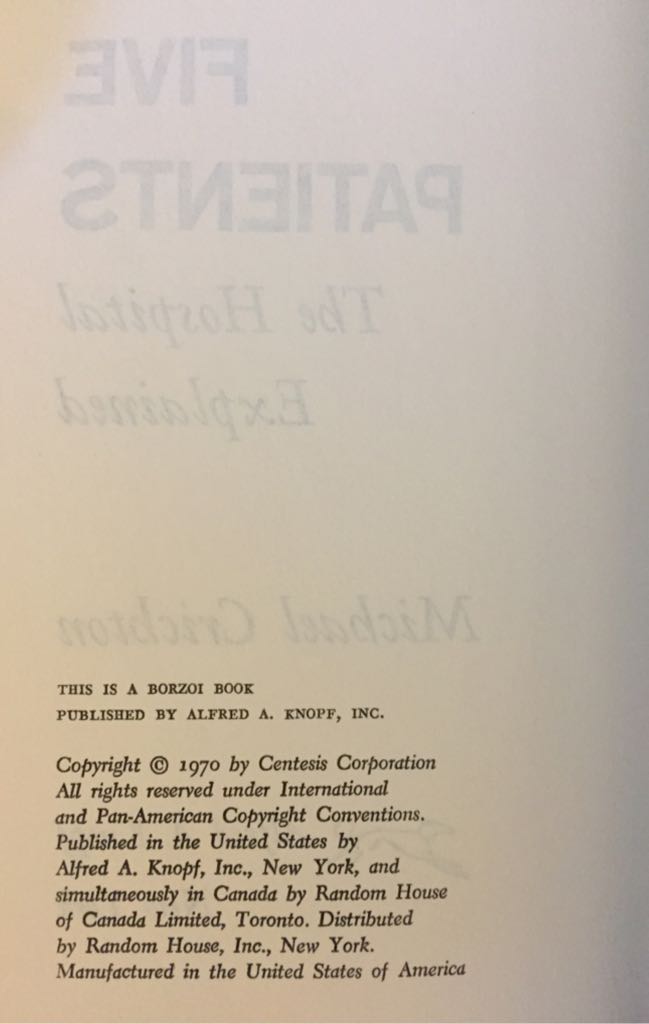 FIVE
PATIENTS
The Hospital
Explained
Michael Crichton
THIS IS A BORZOI BOOK
PUBLISHED BY ALFRED A. KNOPF, INC.
Copyright © 1970 by Centesis Corporation
All rights reserved under International
and Pan-American Copyright Conventions.
Published in the United States by
Alfred A. Knopf, Inc., New York, and
simultaneously in Canada by Random House
of Canada Limited, Toronto. Distributed
by Random House, Inc., New York.
Manufactured in the United States of America